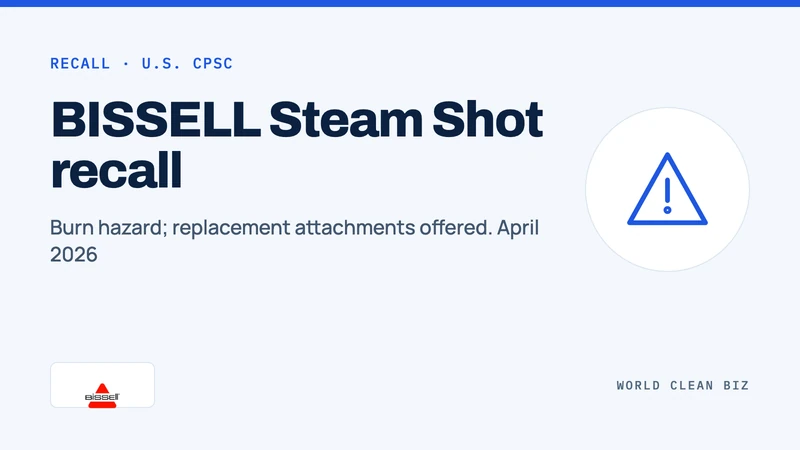 RECALL · U.S. CPSC
BISSELL Steam Shot
recall
Burn hazard; replacement attachments offered. April
2026
BISSELL
WORLD CLEAN BIZ